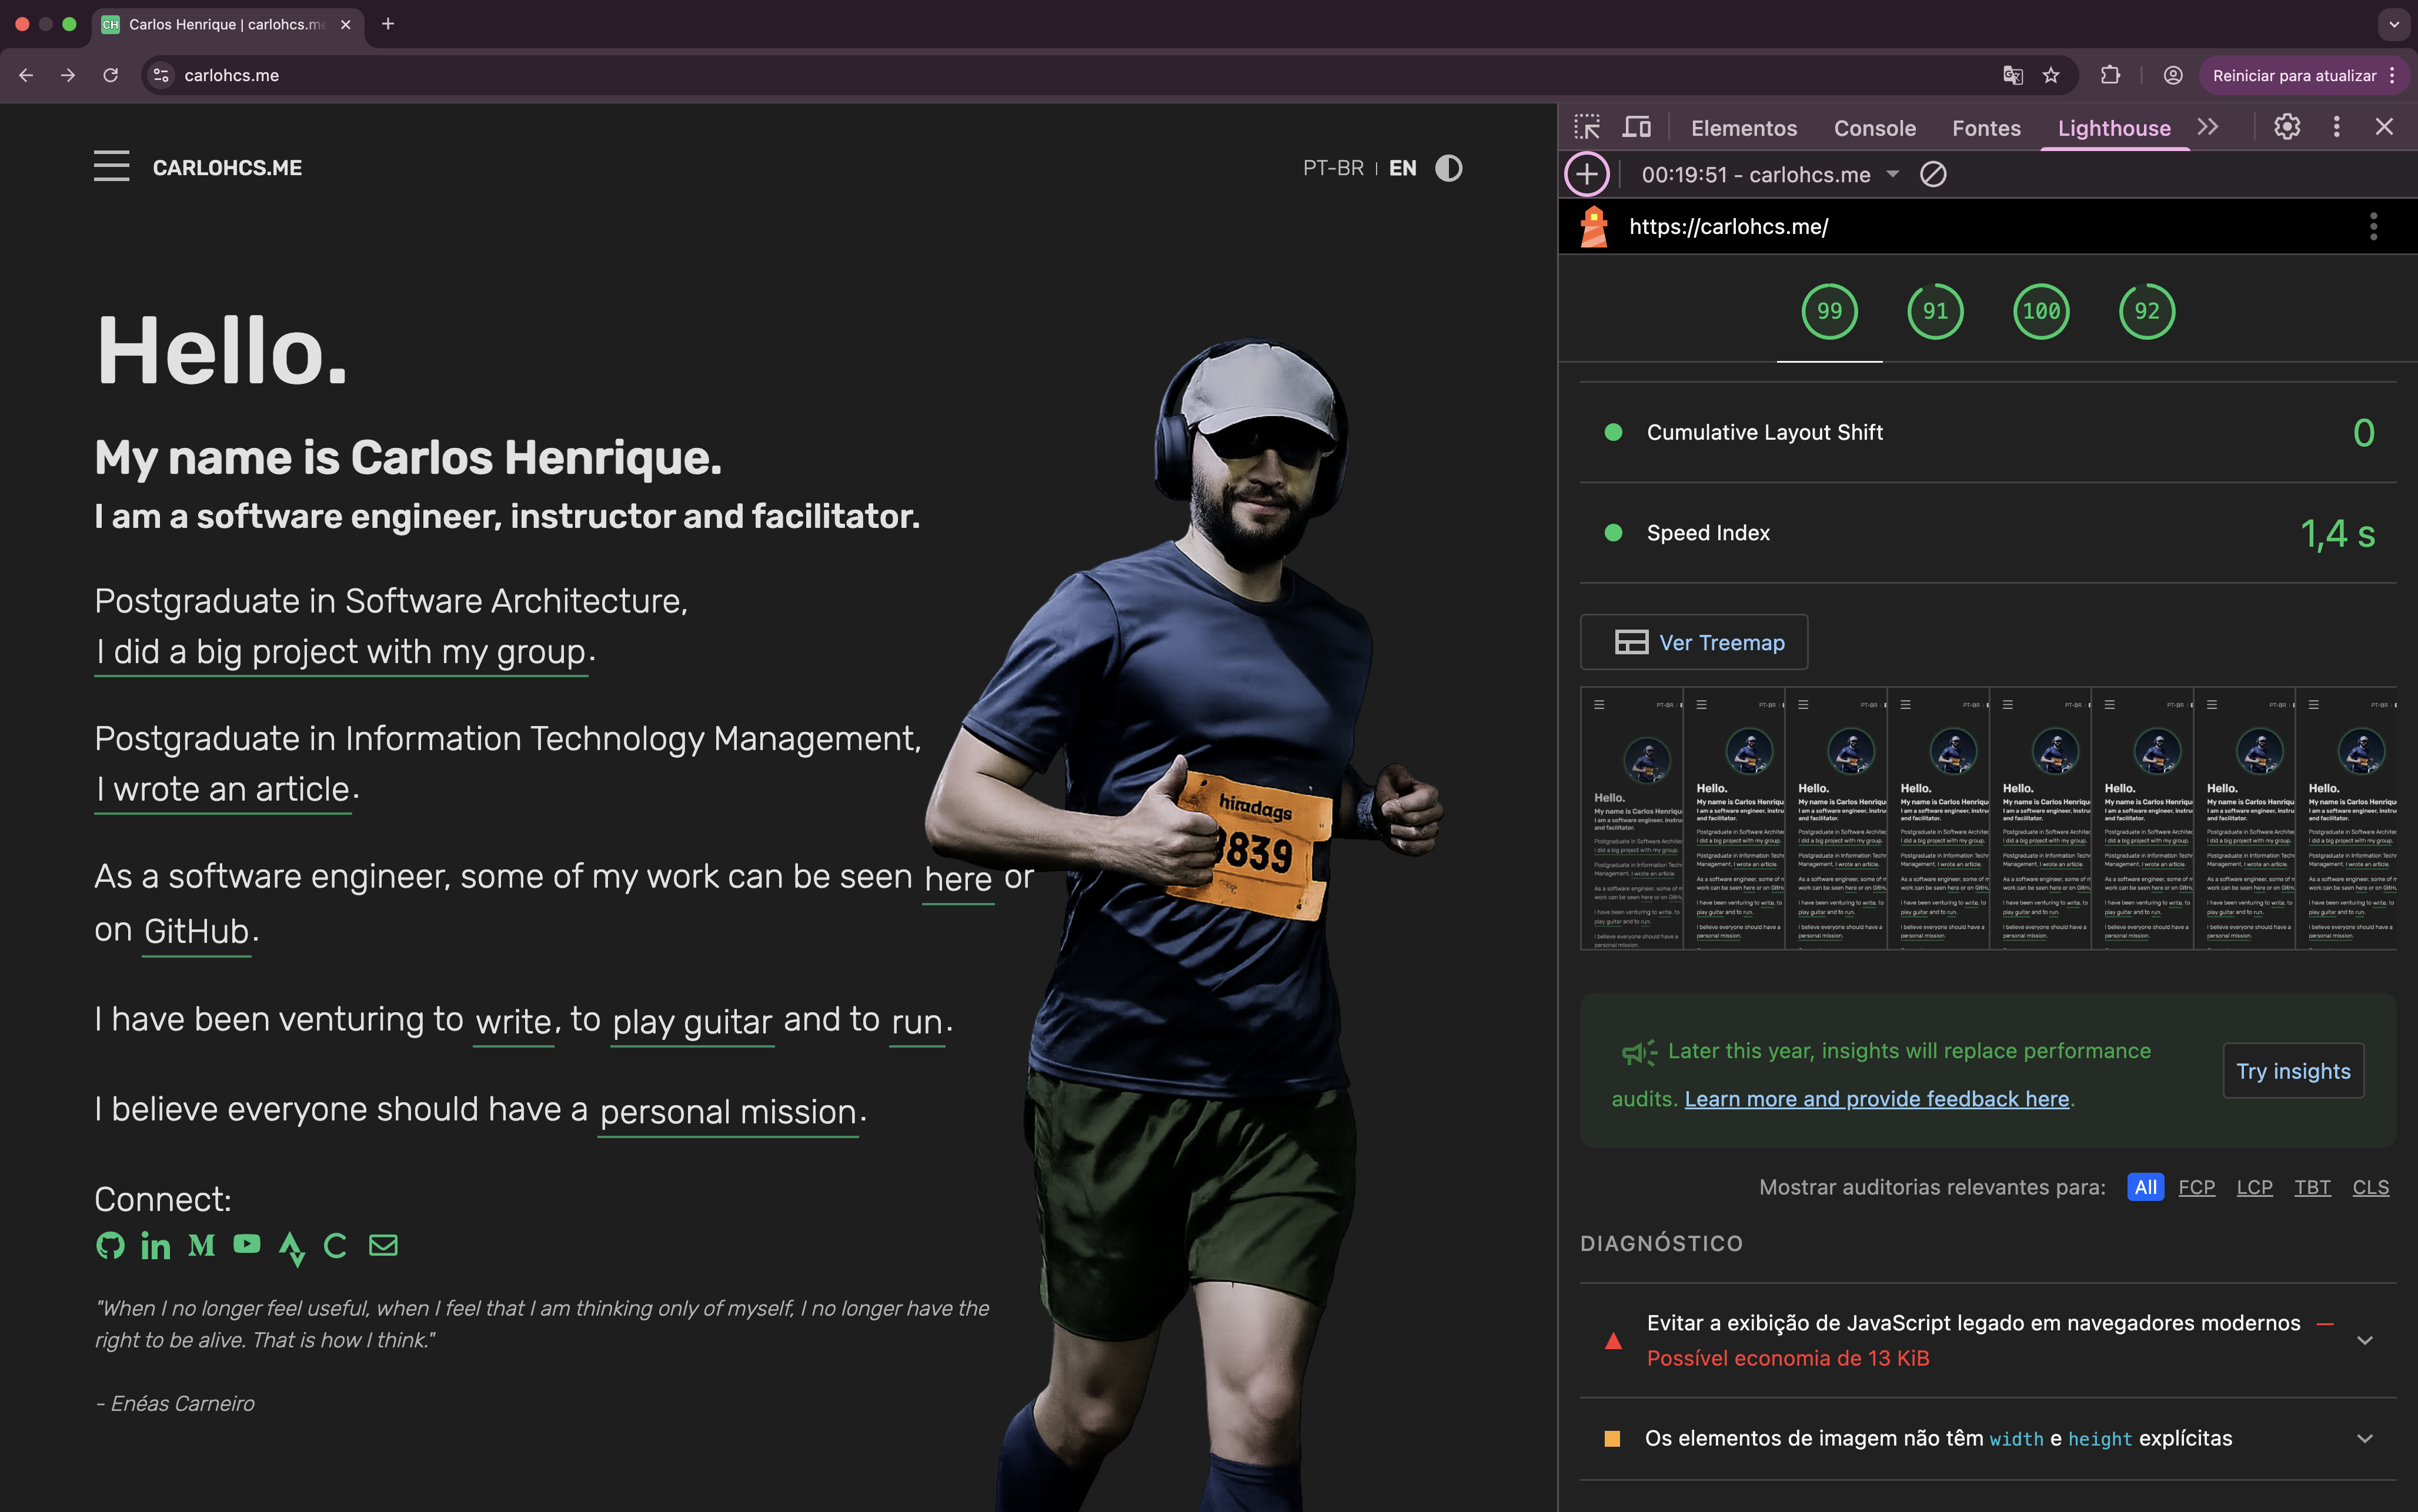 CH Carlos Henrique | carlohcs.me
carlohcs.me
Reiniciar para atualizar
CARLOHCS.ME
PT-BR | EN
Hello.
My name is Carlos Henrique.
I am a software engineer, instructor and facilitator.
Postgraduate in Software Architecture,
I did a big project with my group.
Postgraduate in Information Technology Management,
I wrote an article.
As a software engineer, some of my work can be seen here or
on GitHub.
I have been venturing to write, to play guitar and to run.
I believe everyone should have a personal mission.
Connect:
"When I no longer feel useful, when I feel that I am thinking only of myself, I no longer have the
right to be alive. That is how I think."
- Enéas Carneiro
hiradags
9839
Elementos Console Fontes Lighthouse
00:19:51 - carlohcs.me
https://carlohcs.me/
99 91 100 92
Cumulative Layout Shift 0
Speed Index 1,4 s
Ver Treemap
Later this year, insights will replace performance
audits. Learn more and provide feedback here.
Try insights
Mostrar auditorias relevantes para: All FCP LCP TBT CLS
DIAGNÓSTICO
Evitar a exibição de JavaScript legado em navegadores modernos —
Possível economia de 13 KiB
Os elementos de imagem não têm width e height explícitas